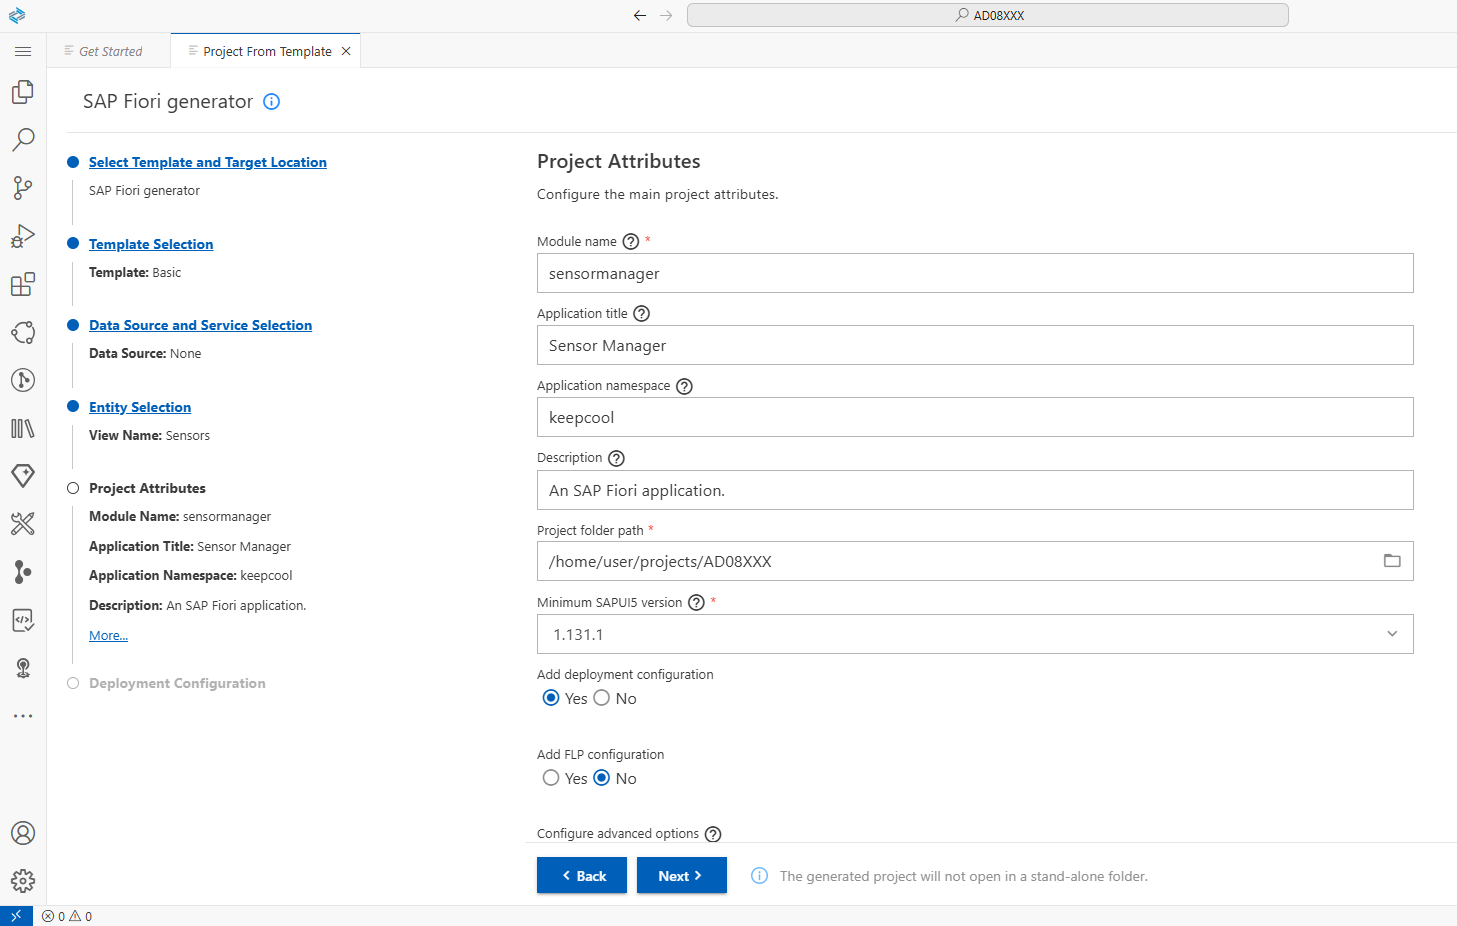 AD08XXX
Get Started
Project From Template
SAP Fiori generator
Select Template and Target Location
SAP Fiori generator
Template Selection
Template: Basic
Data Source and Service Selection
Data Source: None
Entity Selection
View Name: Sensors
Project Attributes
Module Name: sensormanager
Application Title: Sensor Manager
Application Namespace: keepcool
Description: An SAP Fiori application.
More...
Deployment Configuration
Project Attributes
Configure the main project attributes.
Module name *
sensormanager
Application title
Sensor Manager
Application namespace
keepcool
Description
An SAP Fiori application.
Project folder path *
/home/user/projects/AD08XXX
Minimum SAPUI5 version *
1.131.1
Add deployment configuration
Yes No
Add FLP configuration
Yes No
Configure advanced options
Back Next The generated project will not open in a stand-alone folder.
0 0